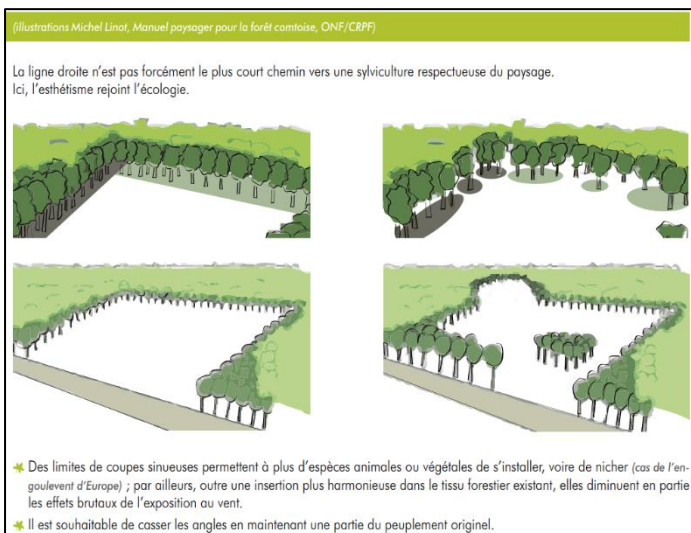 (illustrations Michel Linot, Manuel paysager pour la forêt comtoise, ONF/CRPF)
La ligne droite n'est pas forcément le plus court chemin vers une sylviculture respectueuse du paysage.
Ici, l'esthétisme rejoint l'écologie.
Des limites de coupes sinueuses permettent à plus d'espèces animales ou végétales de s'installer, voire de nicher (cas de l'en-
goulevent d'Europe) ; par ailleurs, outre une insertion plus harmonieuse dans le tissu forestier existant, elles diminuent en partie
les effets brutaux de l'exposition au vent.
Il est souhaitable de casser les angles en maintenant une partie du peuplement originel.